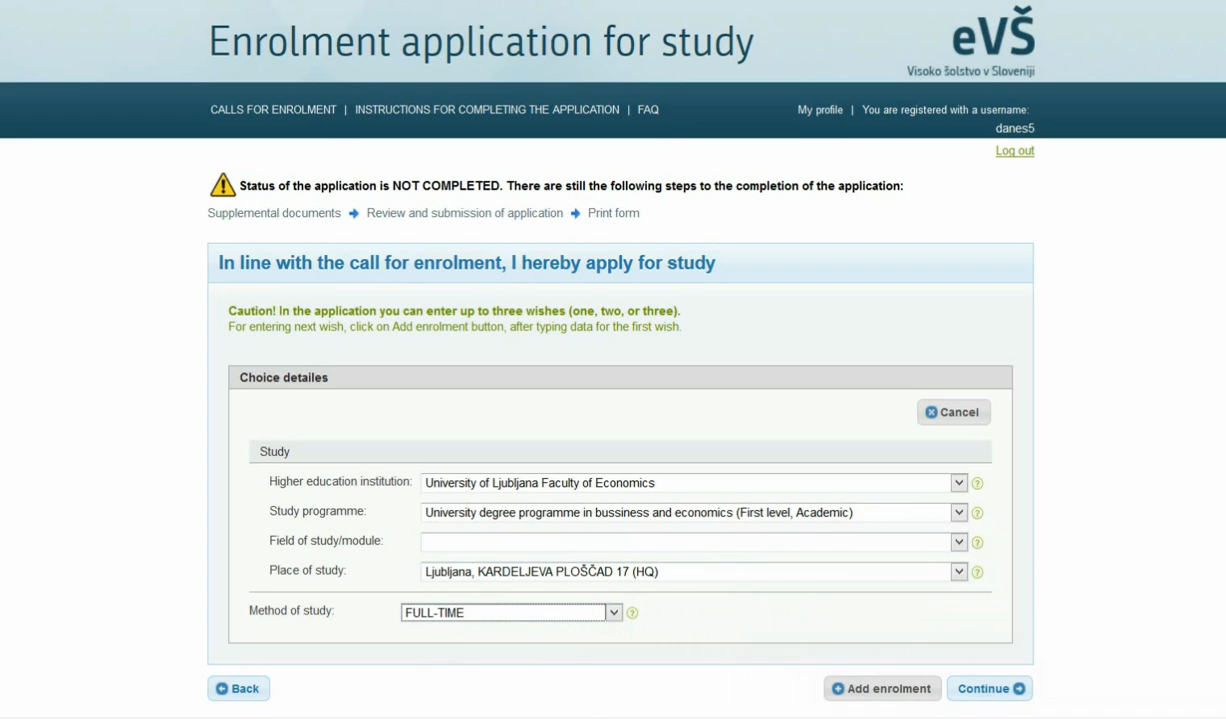 Enrolment application for study
eVŠ
Visoko šolstvo v Sloveniji
CALLS FOR ENROLMENT | INSTRUCTIONS FOR COMPLETING THE APPLICATION | FAQ
My profile | You are registered with a username:
danes5
Log out
Status of the application is NOT COMPLETED. There are still the following steps to the completion of the application:
Supplemental documents Review and submission of application Print form
In line with the call for enrolment, I hereby apply for study
Caution! In the application you can enter up to three wishes (one, two, or three).
For entering next wish, click on Add enrolment button, after typing data for the first wish.
Choice detailes
Cancel
Study
Higher education institution: University of Ljubljana Faculty of Economics
Study programme: University degree programme in bussiness and economics (First level, Academic)
Field of study/module:
Place of study: Ljubljana, KARDELJEVA PLOŠČAD 17 (HQ)
Method of study: FULL-TIME
Back
Add enrolment
Continue